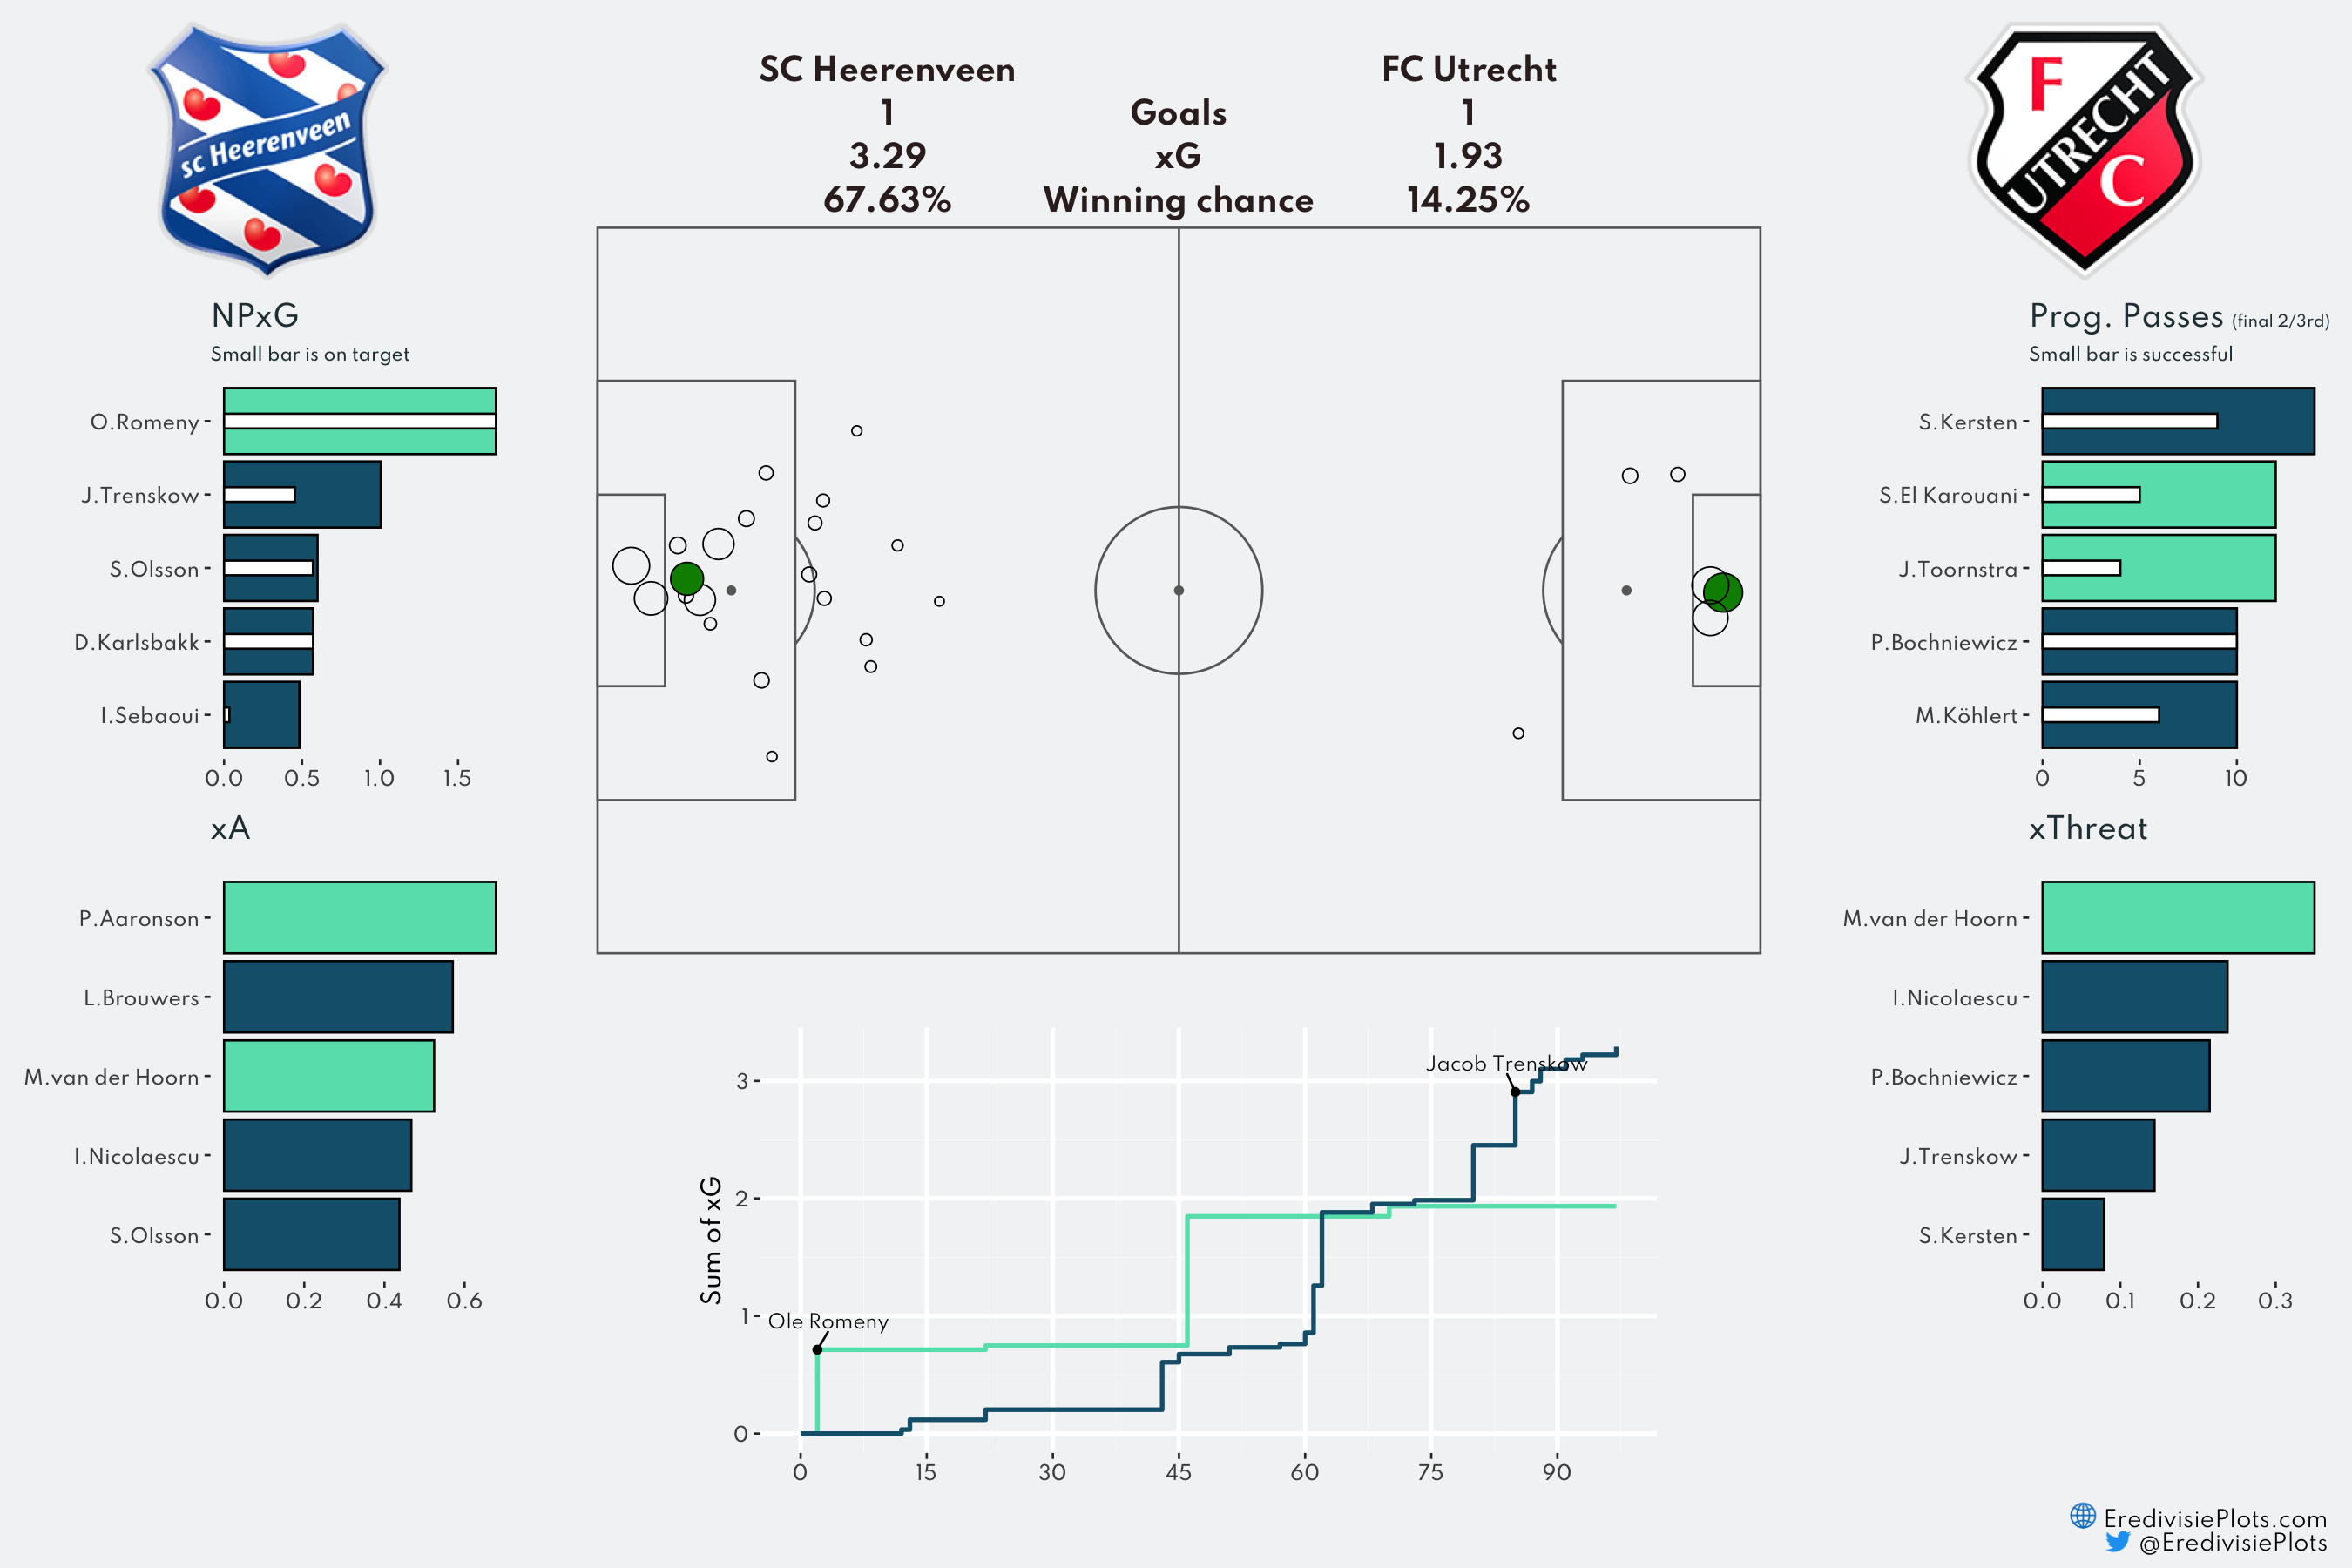 sc Heerenveen
F
UTRECHT
C
SC Heerenveen FC Utrecht
1 Goals 1
3.29 xG 1.93
67.63% Winning chance 14.25%
NPxG
Small bar is on target
O.Romeny
J.Trenskow
S.Olsson
D.Karlsbakk
I.Sebaoui
0.0 0.5 1.0 1.5
xA
P.Aaronson
L.Brouwers
M.van der Hoorn
I.Nicolaescu
S.Olsson
0.0 0.2 0.4 0.6
Sum of xG
3
2
1
0
Ole Romeny
Jacob Trenskow
0 15 30 45 60 75 90
Prog. Passes (final 2/3rd)
Small bar is successful
S.Kersten
S.El Karouani
J.Toornstra
P.Bochniewicz
M.Köhlert
0 5 10
xThreat
M.van der Hoorn
I.Nicolaescu
P.Bochniewicz
J.Trenskow
S.Kersten
0.0 0.1 0.2 0.3
EredivisiePlots.com
@EredivisiePlots